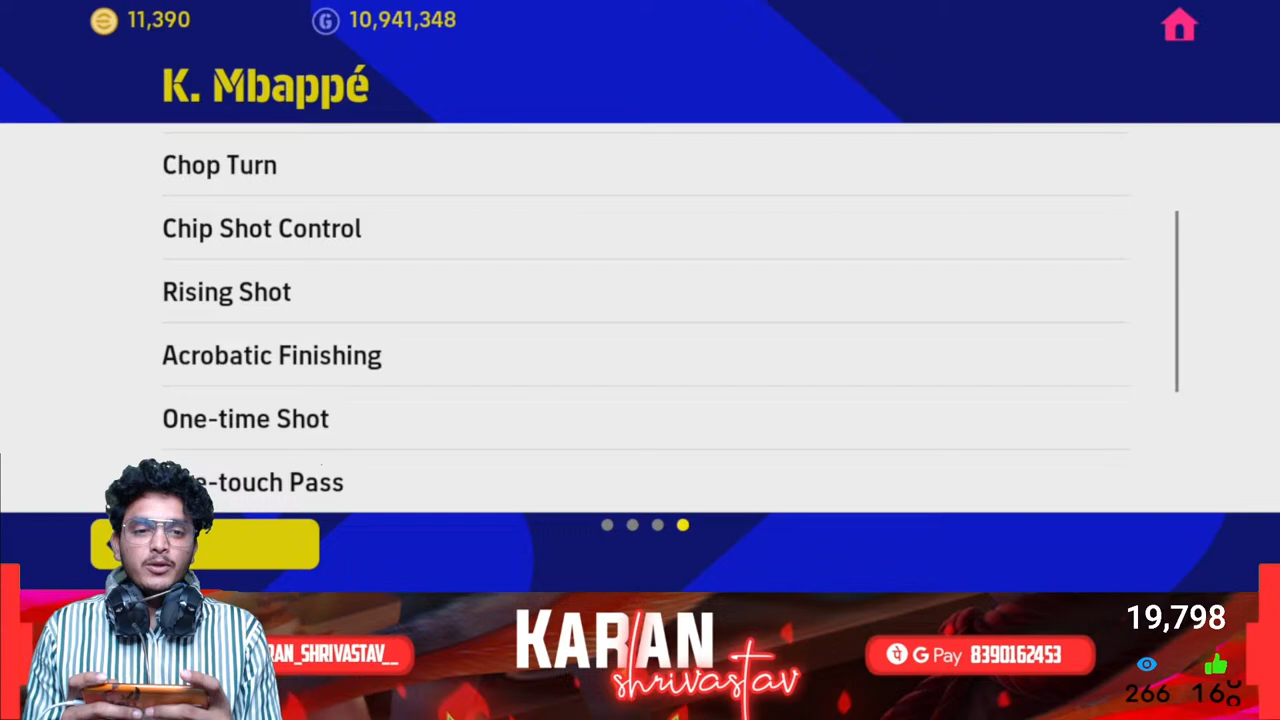 11,390
10,941,348
K. Mbappé
Chop Turn
Chip Shot Control
Rising Shot
Acrobatic Finishing
One-time Shot
e-touch Pass
KARAN
shrivastav
RAN_SHRIVASTAV__
G Pay 8390162453
19,798
266